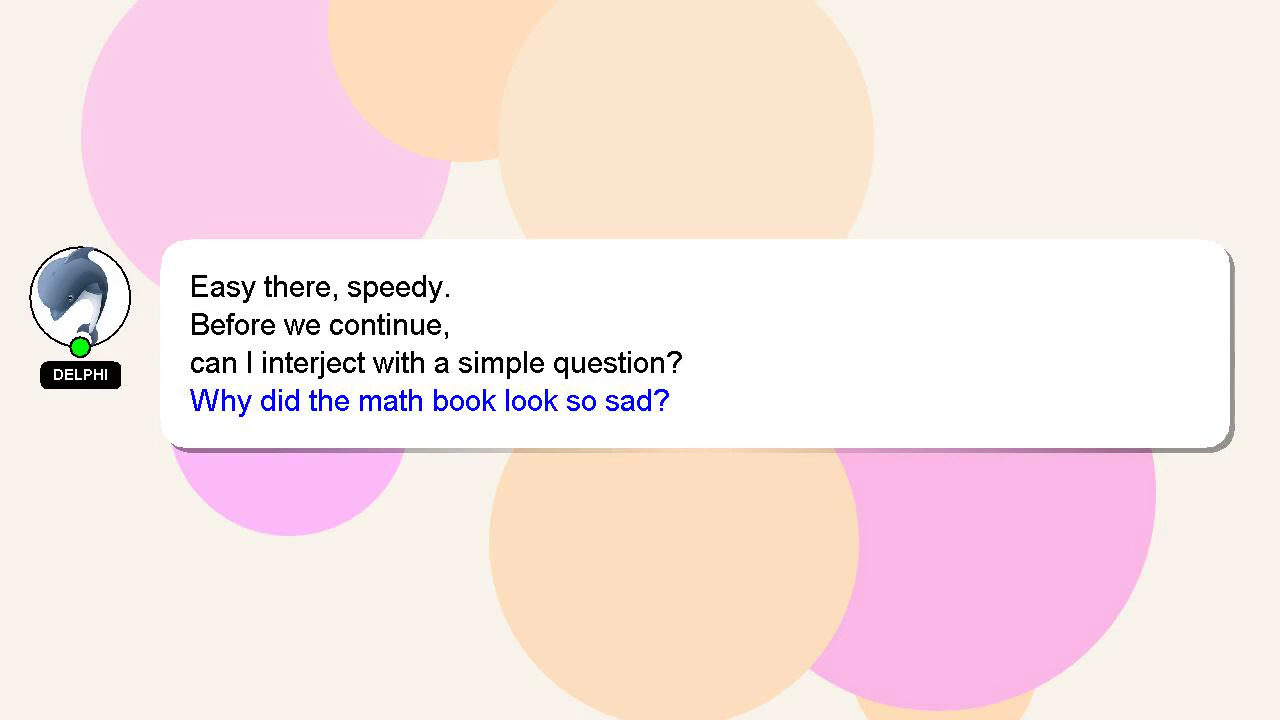 Easy there, speedy.
Before we continue,
can I interject with a simple question?
Why did the math book look so sad?
DELPHI